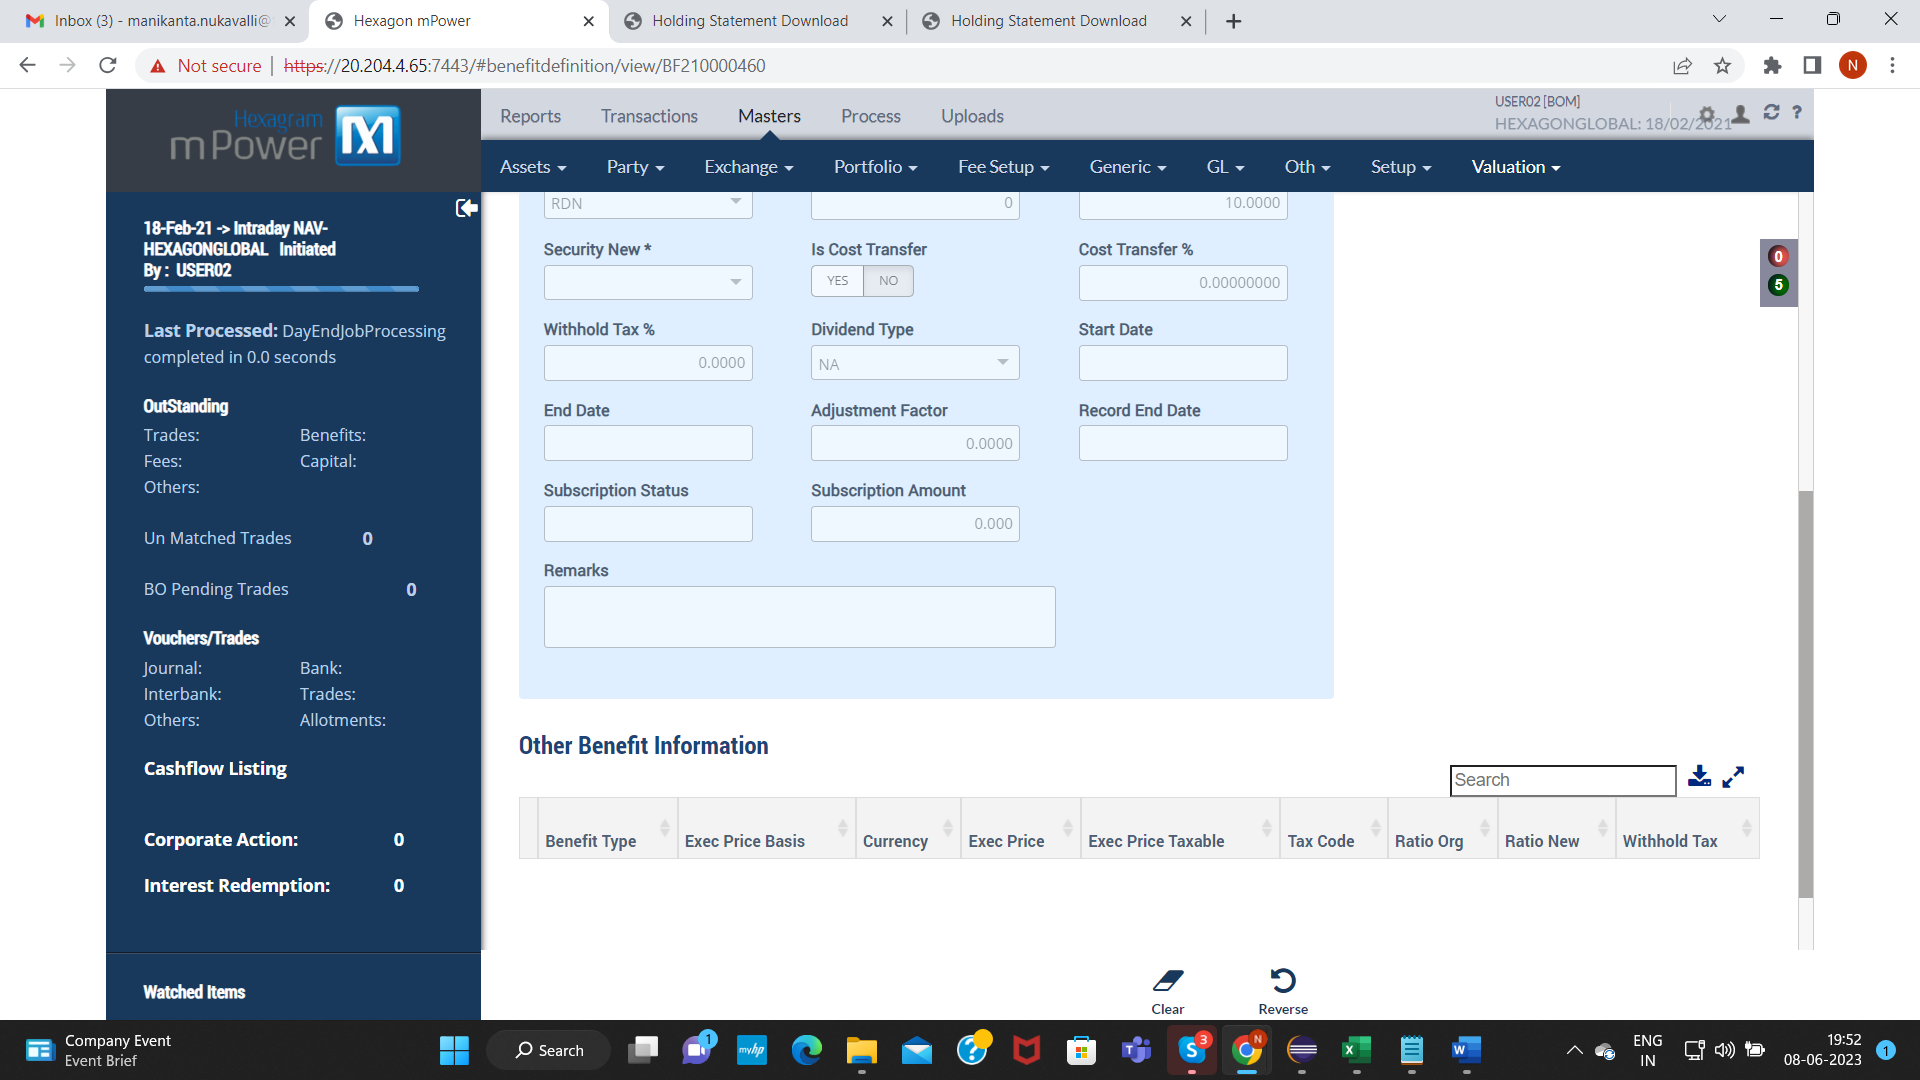 Inbox (3) - manikanta.nukavalli@
Hexagon mPower
Holding Statement Download
Holding Statement Download
Not secure
https://20.204.4.65:7443/#benefitdefinition/view/BF210000460
N
Hexagram
mPower
Reports
Transactions
Masters
Process
Uploads
USER02 [BOM]
HEXAGONGLOBAL: 18/02/2021
?
Assets
Party
Exchange
Portfolio
Fee Setup
Generic
GL
Oth
Setup
Valuation
18-Feb-21 -> Intraday NAV-
HEXAGONGLOBAL Initiated
By : USER02
Last Processed: DayEndJobProcessing
completed in 0.0 seconds
OutStanding
Trades:
Benefits:
Fees:
Capital:
Others:
Un Matched Trades 0
BO Pending Trades 0
Vouchers/Trades
Journal:
Bank:
Interbank:
Trades:
Others:
Allotments:
Cashflow Listing
Corporate Action: 0
Interest Redemption: 0
Watched Items
RDN
0
10.0000
Security New *
Is Cost Transfer
Cost Transfer %
YES
NO
0.00000000
Withhold Tax %
Dividend Type
Start Date
0.0000
NA
End Date
Adjustment Factor
Record End Date
0.0000
Subscription Status
Subscription Amount
0.000
Remarks
0
5
Other Benefit Information
Search
Benefit Type
Exec Price Basis
Currency
Exec Price
Exec Price Taxable
Tax Code
Ratio Org
Ratio New
Withhold Tax
Clear
Reverse
Company Event
Event Brief
Search
1
myhp
3
N
ENG
IN
19:52
08-06-2023
1